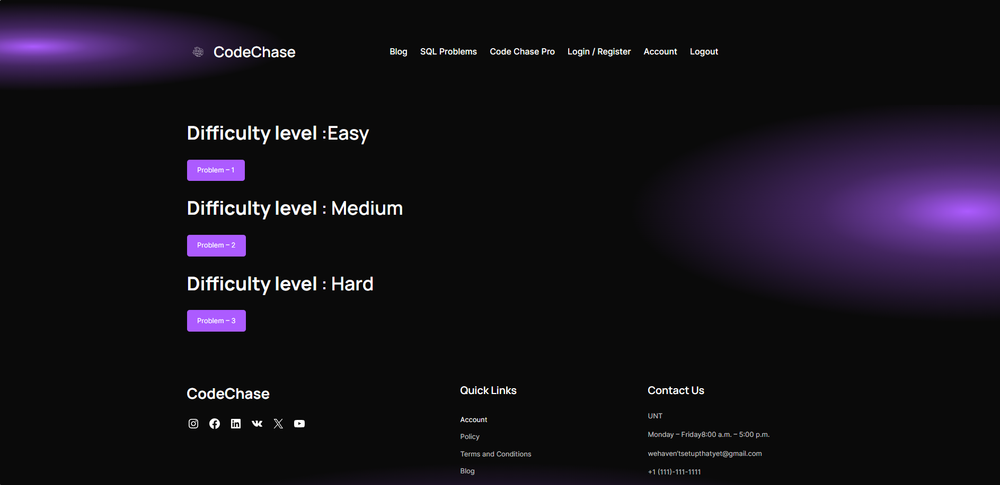 CodeChase
Blog
SQL Problems
Code Chase Pro
Login / Register
Account
Logout
Difficulty level :Easy
Problem – 1
Difficulty level : Medium
Problem – 2
Difficulty level : Hard
Problem – 3
CodeChase
Quick Links
Account
Policy
Terms and Conditions
Blog
Contact Us
UNT
Monday – Friday8:00 a.m. – 5:00 p.m.
wehaven’tsetupthatyet@gmail.com
+1 (111)-111-1111